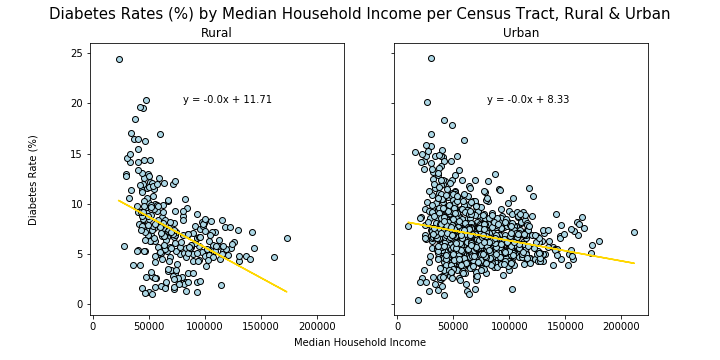 Diabetes Rates (%) by Median Household Income per Census Tract, Rural & Urban
Rural
Urban
25
20
15
10
5
0
y = -0.0x + 11.71
y = -0.0x + 8.33
Diabetes Rate (%)
0 50000 100000 150000 200000
0 50000 100000 150000 200000
Median Household Income